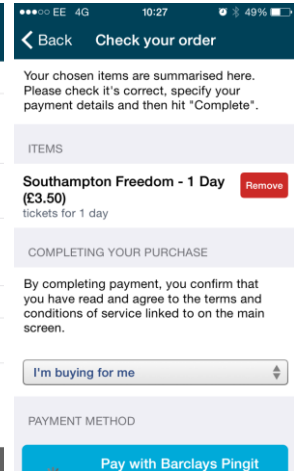 EE 4G 10:27 49%
Back Check your order
Your chosen items are summarised here.
Please check it's correct, specify your
payment details and then hit "Complete".
ITEMS
Southampton Freedom - 1 Day
(£3.50)
Remove
tickets for 1 day
COMPLETING YOUR PURCHASE
By completing payment, you confirm that
you have read and agree to the terms and
conditions of service linked to on the main
screen.
I'm buying for me
PAYMENT METHOD
Pay with Barclays Pingit